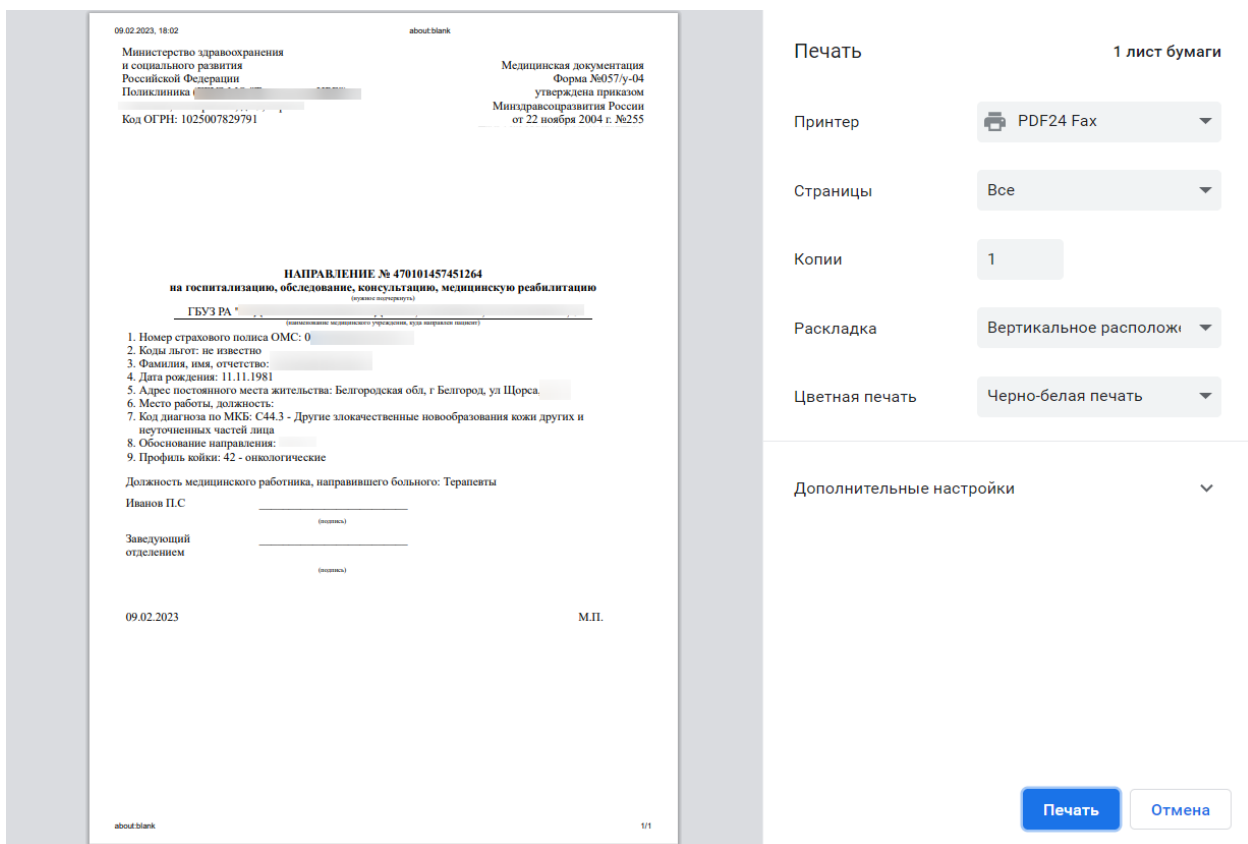 09.02.2023, 18:02 about:blank
Министерство здравоохранения
и социального развития
Российской Федерации
Поликлиника
Код ОГРН: 1025007829791
Медицинская документация
Форма №057/у-04
утверждена приказом
Минздравсоцразвития России
от 22 ноября 2004 г. №255
НАПРАВЛЕНИЕ № 470101457451264
на госпитализацию, обследование, консультацию, медицинскую реабилитацию
(нужное подчеркнуть)
ГБУЗ РА "
(наименование медицинского учреждения, куда направлен пациент)
1. Номер страхового полиса ОМС: 0
2. Коды льгот: не известно
3. Фамилия, имя, отчетство:
4. Дата рождения: 11.11.1981
5. Адрес постоянного места жительства: Белгородская обл, г Белгород, ул Щорса.
6. Место работы, должность:
7. Код диагноза по МКБ: C44.3 - Другие злокачественные новообразования кожи других и
неуточненных частей лица
8. Обоснование направления:
9. Профиль койки: 42 - онкологические
Должность медицинского работника, направившего больного: Терапевты
Иванов П.С
(подпись)
Заведующий
отделением
(подпись)
09.02.2023 М.П.
about:blank 1/1
Печать 1 лист бумаги
Принтер PDF24 Fax
Страницы Все
Копии 1
Раскладка Вертикальное располож
Цветная печать Черно-белая печать
Дополнительные настройки
Печать Отмена